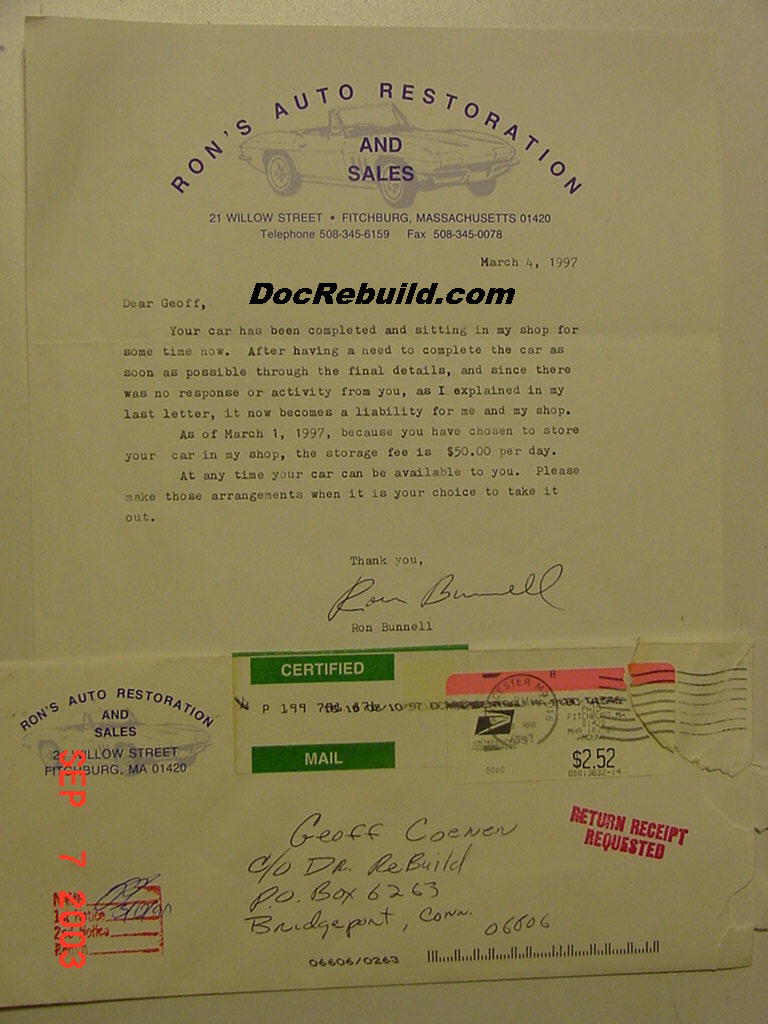 RON'S AUTO RESTORATION
AND
SALES
21 WILLOW STREET • FITCHBURG, MASSACHUSETTS 01420
Telephone 508-345-6159 Fax 508-345-0078
March 4, 1997
DocRebuild.com
Dear Geoff,
Your car has been completed and sitting in my shop for
some time now. After having a need to complete the car as
soon as possible through the final details, and since there
was no response or activity from you, as I explained in my
last letter, it now becomes a liability for me and my shop.
As of March 1, 1997, because you have chosen to store
your car in my shop, the storage fee is $50.00 per day.
At any time your car can be available to you. Please
make those arrangements when it is your choice to take it
out.
Thank you,
Ron Bunnell
Ron Bunnell
CERTIFIED
P 199
MAIL
PAID
FITCHBURG, MA
01420
AMOUNT
$2.52
0000
RON'S AUTO RESTORATION
AND
SALES
WILLOW STREET
FITCHBURG, MA 01420
RETURN RECEIPT
REQUESTED
Geoff Coenen
C/O Dr. ReBuild
P.O. Box 6263
Bridgeport, Conn. 06606
06606/0263
SEP 7 2003